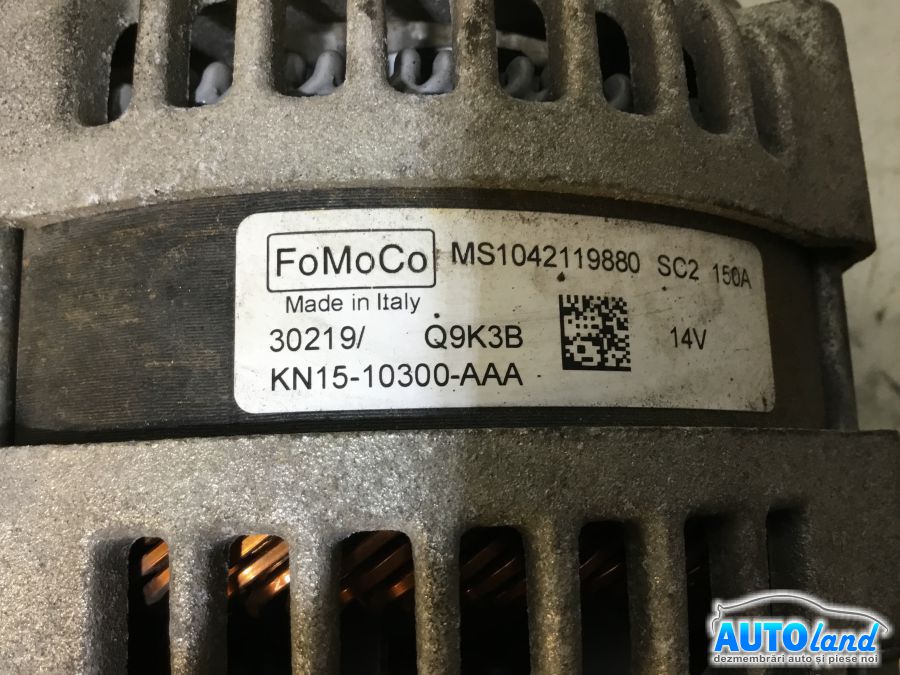 FoMoCo MS1042119880 SC2 150A
Made in Italy
30219/ Q9K3B 14V
KN15-10300-AAA
AUTOland
dezmembrări auto și piese noi